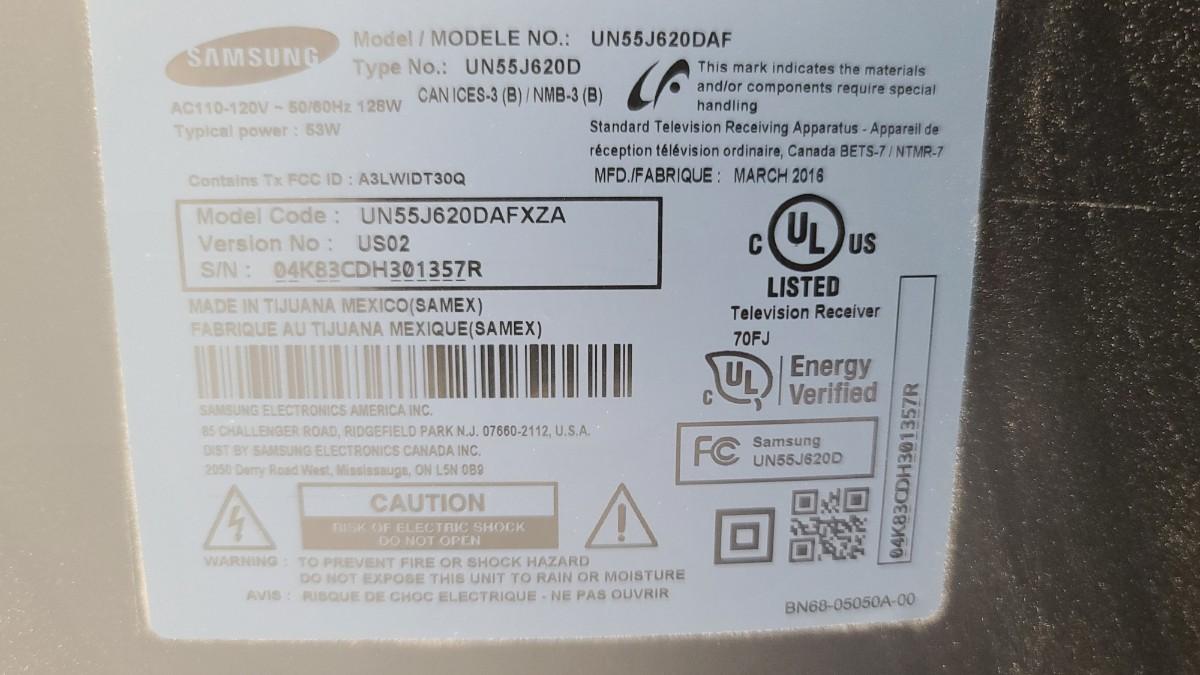 SAMSUNG
Model / MODELE NO.: UN55J620DAF
Type No.: UN55J620D
CAN ICES-3 (B) / NMB-3 (B)
AC110-120V ~ 50/60Hz 128W
Typical power : 53W
This mark indicates the materials
and/or components require special
handling
Standard Television Receiving Apparatus - Appareil de
réception télévision ordinaire, Canada BETS-7 / NTMR-7
Contains Tx FCC ID : A3LWIDT30Q
MFD./FABRIQUE : MARCH 2016
Model Code : UN55J620DAFXZA
Version No : US02
S/N : 04K83CDH301357R
MADE IN TIJUANA MEXICO(SAMEX)
FABRIQUE AU TIJUANA MEXIQUE(SAMEX)
C UL US
LISTED
Television Receiver
70FJ
C UL Energy
Verified
SAMSUNG ELECTRONICS AMERICA INC.
85 CHALLENGER ROAD, RIDGEFIELD PARK N.J. 07660-2112, U.S.A.
DIST BY SAMSUNG ELECTRONICS CANADA INC.
2050 Derry Road West, Mississauga, ON L5N 0B9
FC Samsung
UN55J620D
04K83CDH301357R
CAUTION
RISK OF ELECTRIC SHOCK
DO NOT OPEN
WARNING : TO PREVENT FIRE OR SHOCK HAZARD
DO NOT EXPOSE THIS UNIT TO RAIN OR MOISTURE
AVIS : RISQUE DE CHOC ELECTRIQUE - NE PAS OUVRIR
BN68-05050A-00